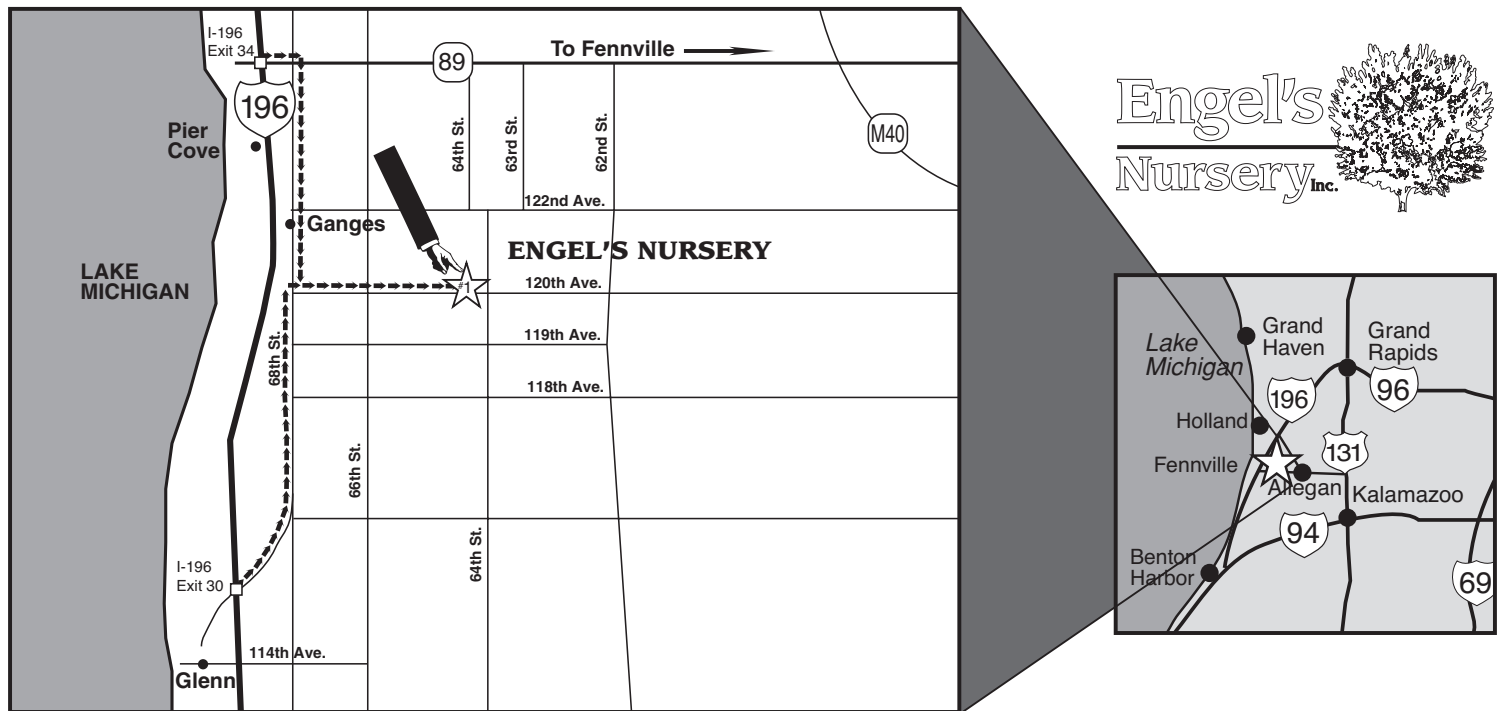 I-196
Exit 34
To Fennville
89
196
Pier
Cove
64th St.
63rd St.
62nd St.
M40
122nd Ave.
Ganges
ENGEL'S NURSERY
LAKE
MICHIGAN
#1
120th Ave.
119th Ave.
68th St.
118th Ave.
66th St.
64th St.
I-196
Exit 30
114th Ave.
Glenn
Engel's
Nursery Inc.
Lake
Michigan
Grand
Haven
Grand
Rapids
196
96
Holland
131
Fennville
Allegan
Kalamazoo
94
Benton
Harbor
69